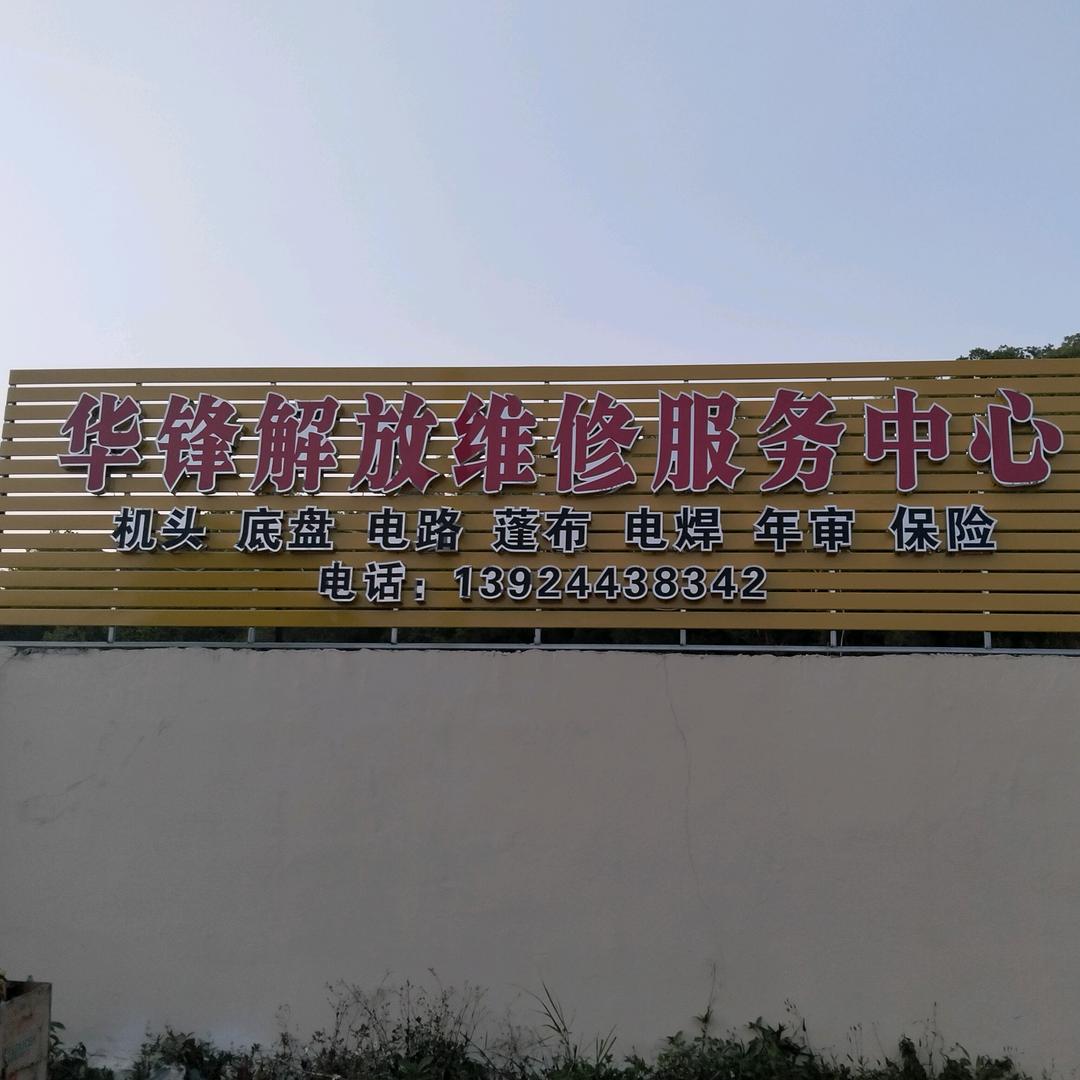 华锋解放维修服务中心
机头 底盘 电路 蓬布 电焊 年审 保险
电话：13924438342